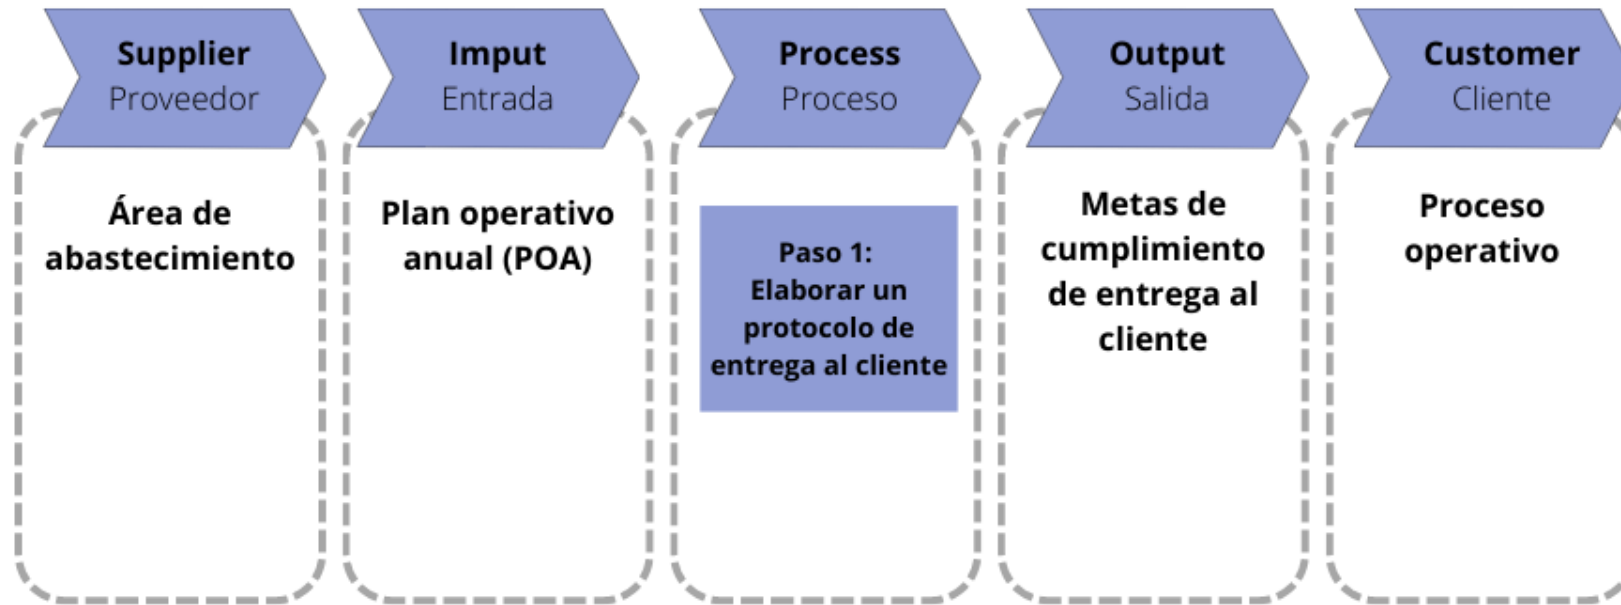 Supplier
Proveedor
Imput
Entrada
Process
Proceso
Output
Salida
Customer
Cliente
Área de
abastecimiento
Plan operativo
anual (POA)
Paso 1:
Elaborar un
protocolo de
entrega al cliente
Metas de
cumplimiento
de entrega al
cliente
Proceso
operativo